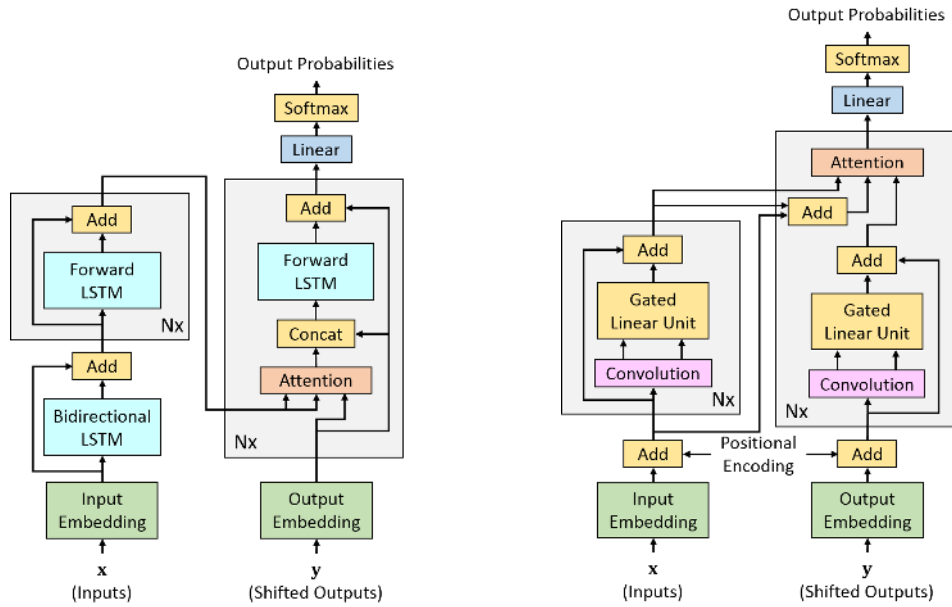 Output Probabilities
Softmax
Linear
Add
Forward
LSTM
Nx
Add
Bidirectional
LSTM
Input
Embedding
x
(Inputs)
Add
Forward
LSTM
Concat
Attention
Nx
Output
Embedding
y
(Shifted Outputs)
Output Probabilities
Softmax
Linear
Attention
Add
Add
Gated
Linear Unit
Convolution
Nx
Add
Input
Embedding
x
(Inputs)
Positional
Encoding
Add
Gated
Linear Unit
Convolution
Nx
Add
Output
Embedding
y
(Shifted Outputs)